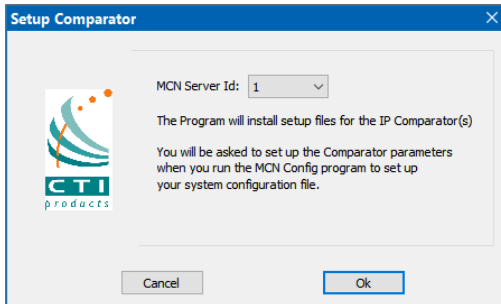 Setup Comparator
MCN Server Id: 1
The Program will install setup files for the IP Comparator(s)
You will be asked to set up the Comparator parameters
when you run the MCN Config program to set up
your system configuration file.
CTI
products
Cancel
Ok